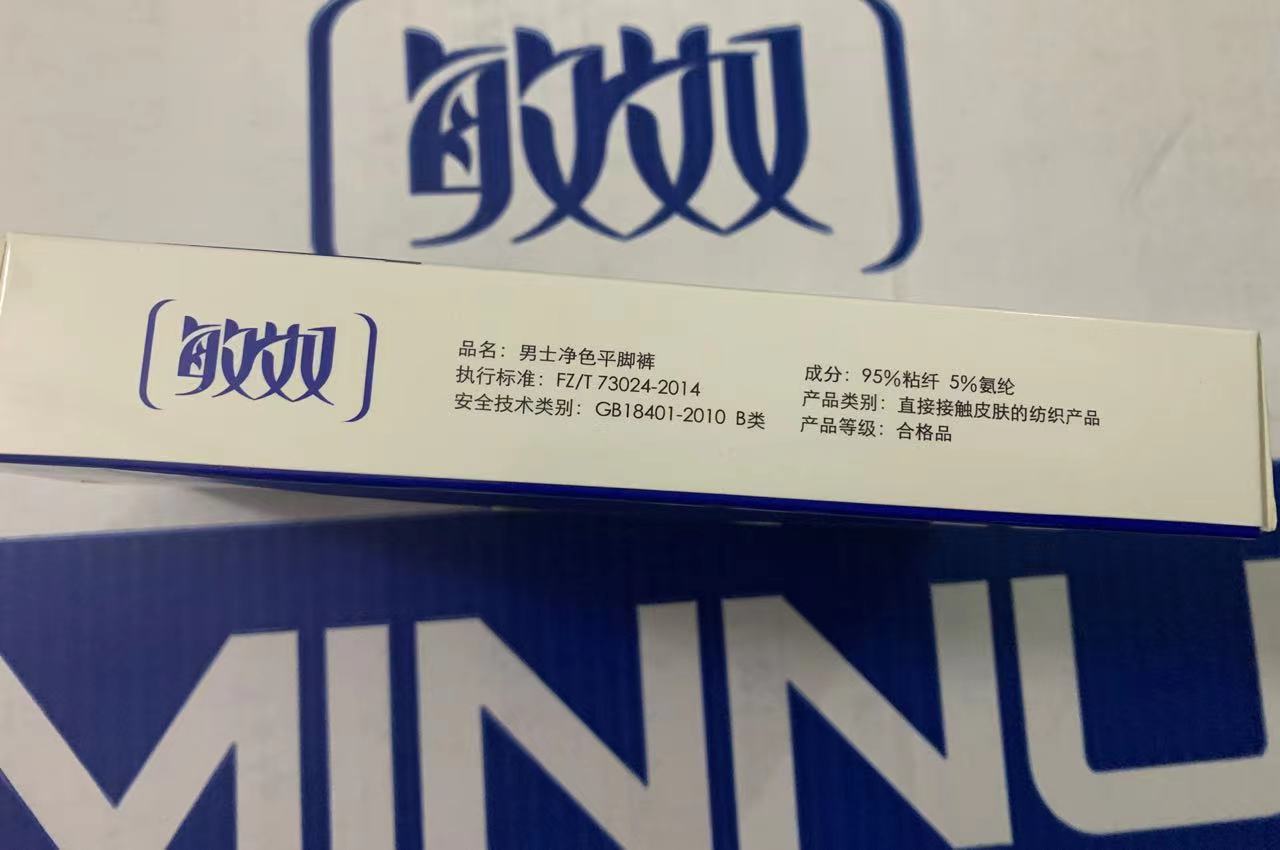 敏奴
敏奴
品名：男士净色平脚裤
执行标准：FZ/T 73024-2014
安全技术类别：GB18401-2010 B类
成分：95%粘纤 5%氨纶
产品类别：直接接触皮肤的纺织产品
产品等级：合格品
MINNU